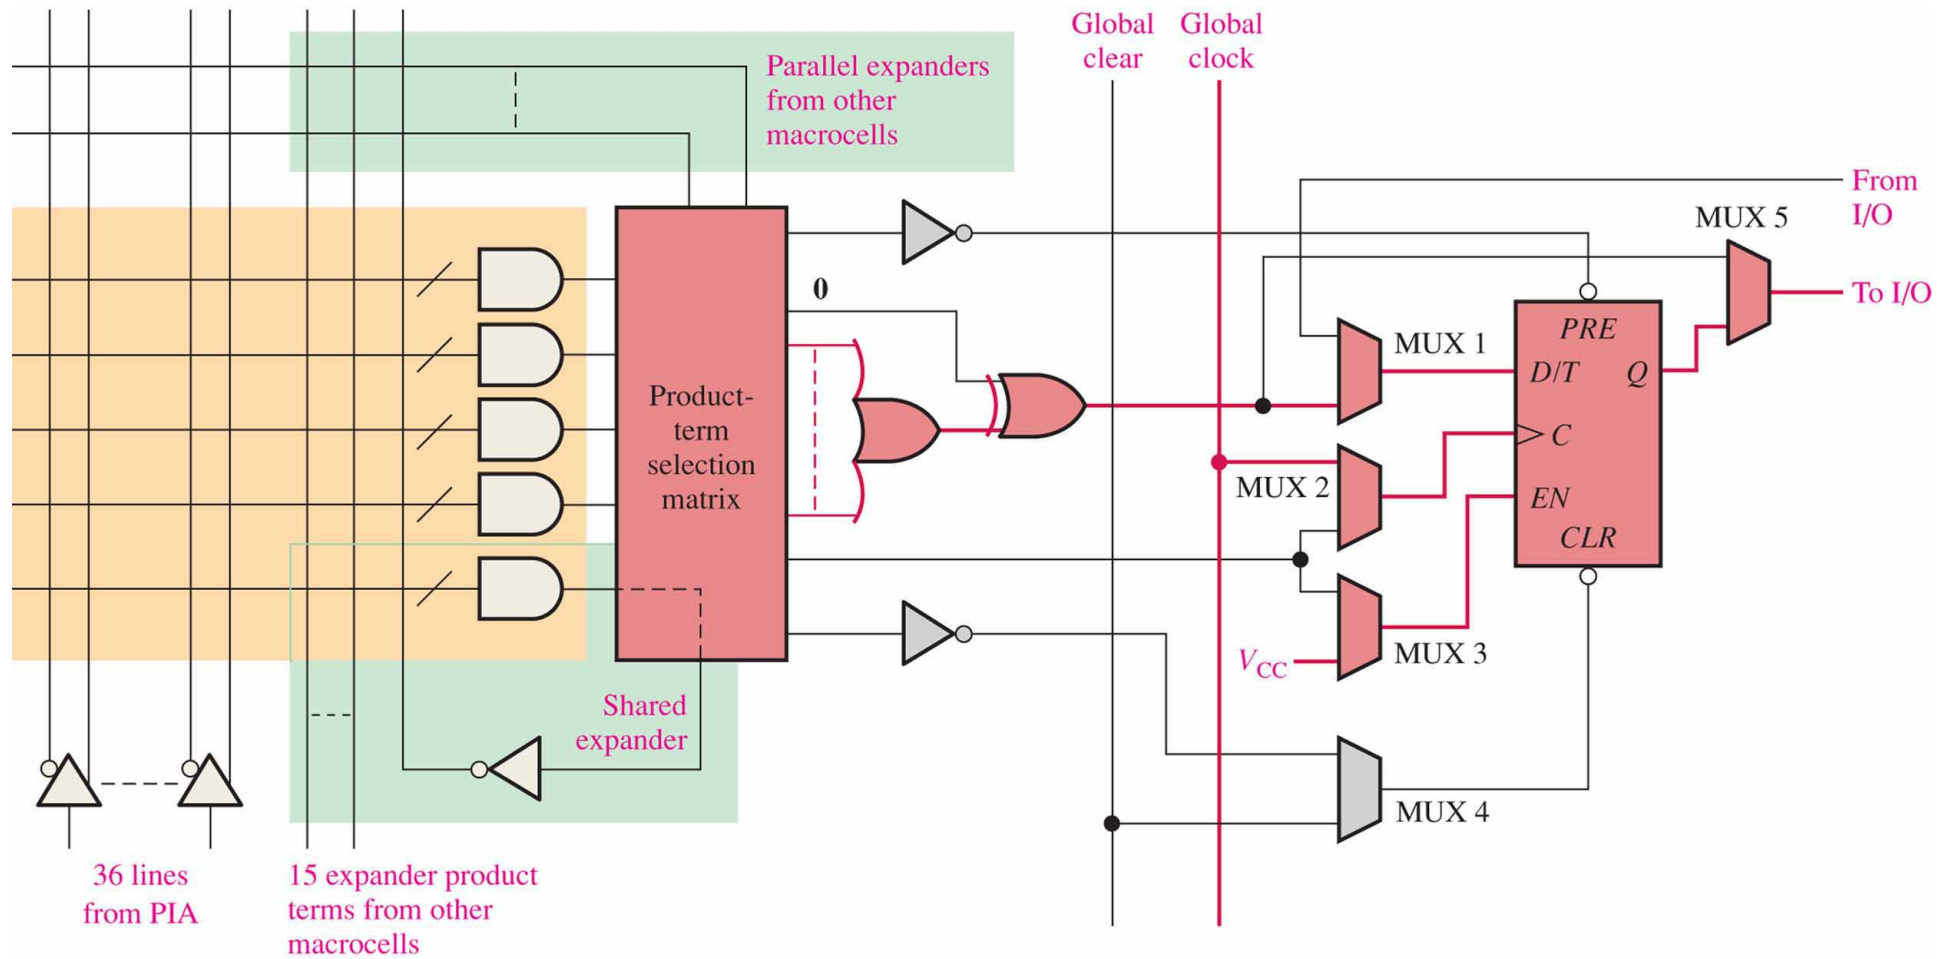 Global
clear
Global
clock
Parallel expanders
from other
macrocells
From
I/O
MUX 5
To I/O
0
PRE
D/T
Q
C
EN
CLR
MUX 1
MUX 2
MUX 3
MUX 4
VCC
Product-
term
selection
matrix
Shared
expander
36 lines
from PIA
15 expander product
terms from other
macrocells